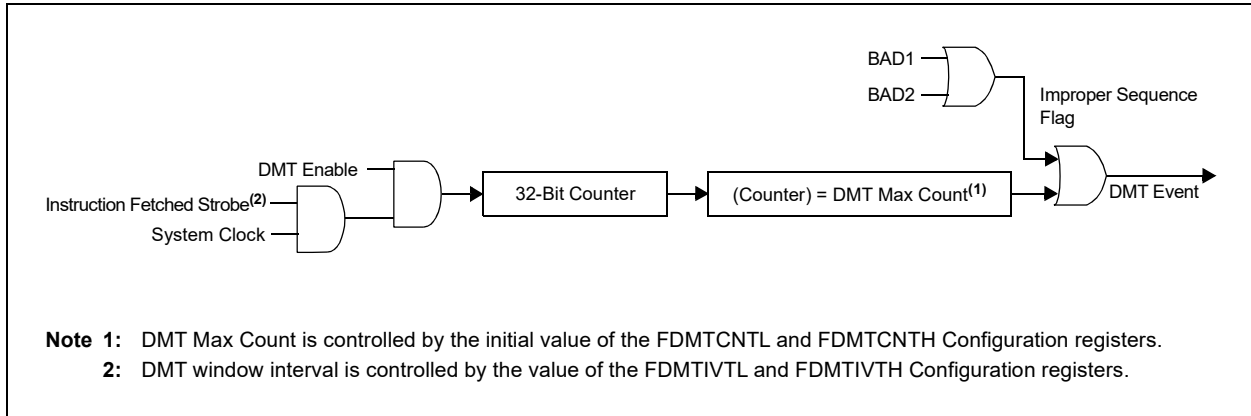 BAD1
BAD2
Improper Sequence
Flag
DMT Enable
Instruction Fetched Strobe(2)
System Clock
32-Bit Counter
(Counter) = DMT Max Count(1)
DMT Event
Note 1: DMT Max Count is controlled by the initial value of the FDMTCNTL and FDMTCNTH Configuration registers.
2: DMT window interval is controlled by the value of the FDMTIVTL and FDMTIVTH Configuration registers.